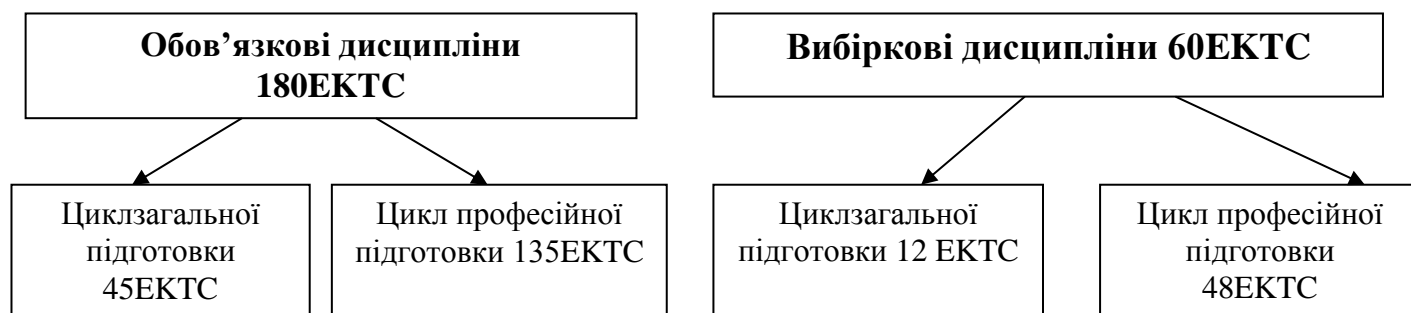 Обов’язкові дисципліни
180ЕКТС
Вибіркові дисципліни 60ЕКТС
Циклзагальної
підготовки
45ЕКТС
Цикл професійної
підготовки 135ЕКТС
Циклзагальної
підготовки 12 ЕКТС
Цикл професійної
підготовки
48ЕКТС